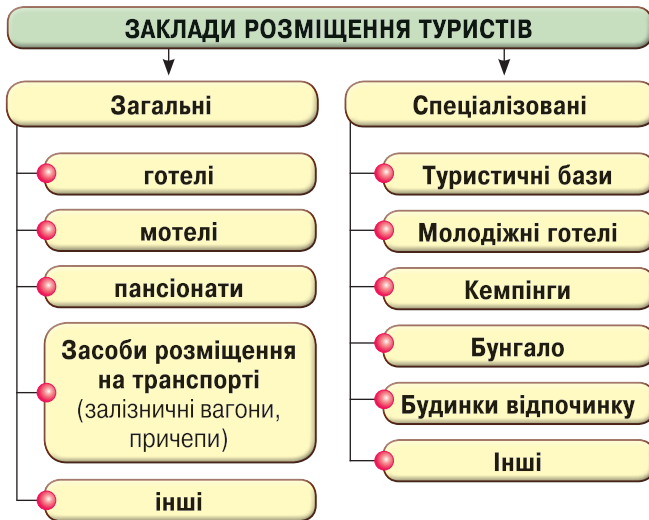 ЗАКЛАДИ РОЗМІЩЕННЯ ТУРИСТІВ
Загальні
готелі
мотелі
пансіонати
Засоби розміщення
на транспорті
(залізничні вагони,
причепи)
інші
Спеціалізовані
Туристичні бази
Молодіжні готелі
Кемпінги
Бунгало
Будинки відпочинку
Інші